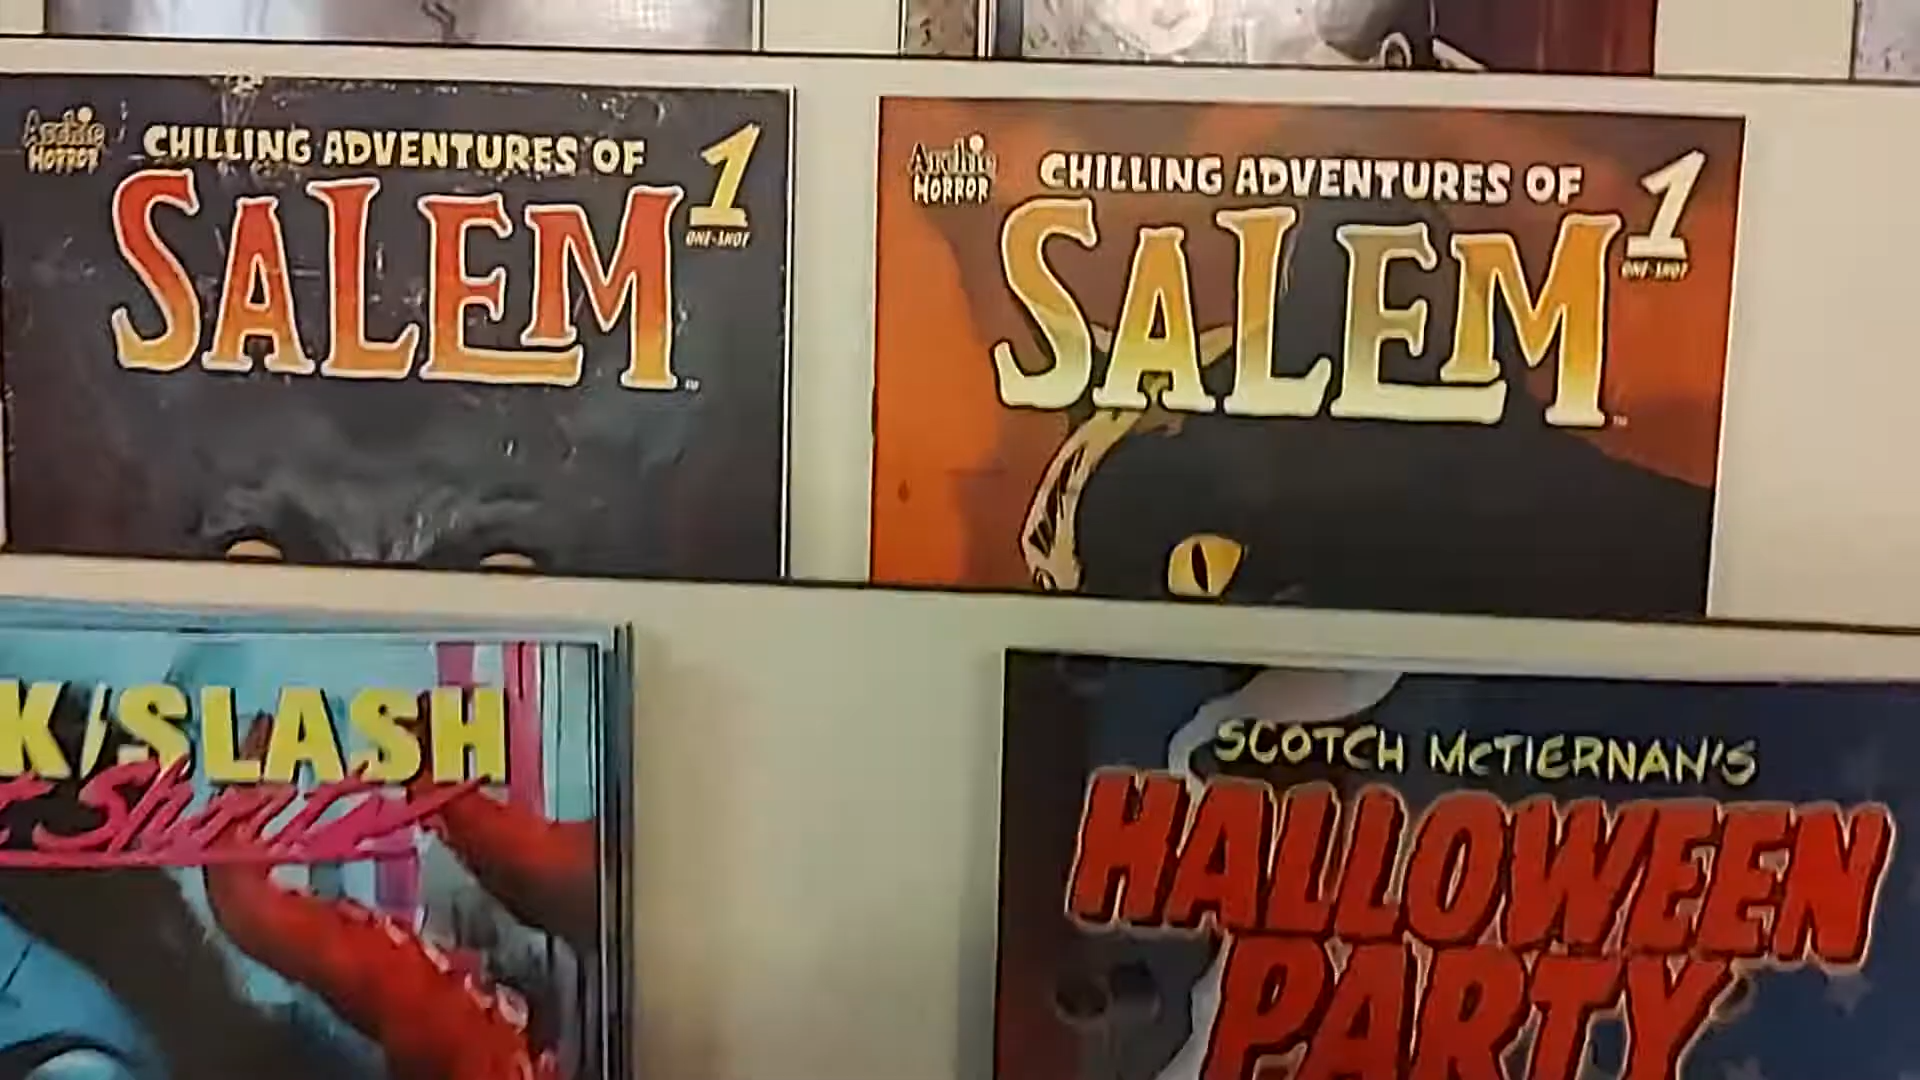 Archie
HORROR
CHILLING ADVENTURES OF
SALEM
1
ONE-SHOT
Archie
HORROR
CHILLING ADVENTURES OF
SALEM
1
ONE-SHOT
K/SLASH
SCOTCH McTIERNAN'S
HALLOWEEN
PARTY